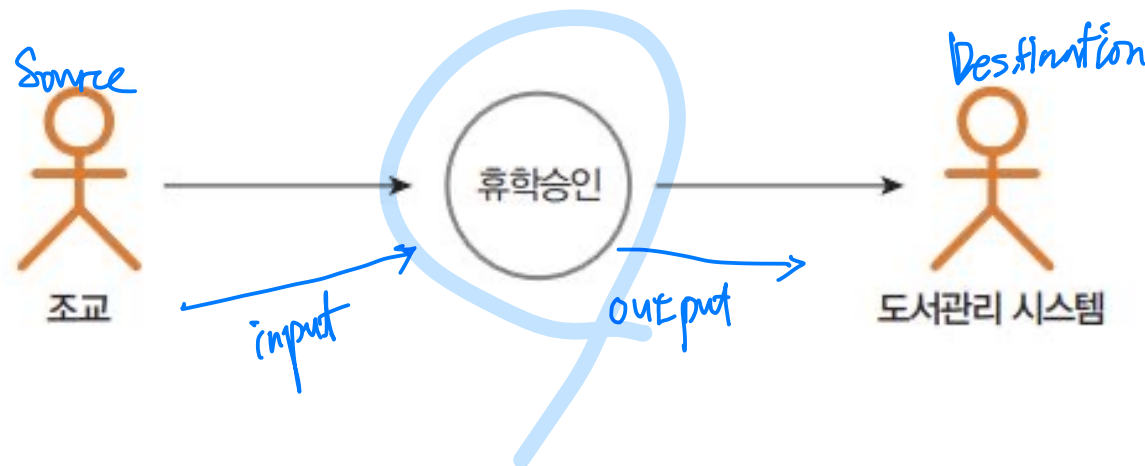 Source
Destination
휴학승인
조교
도서관리 시스템
input
output